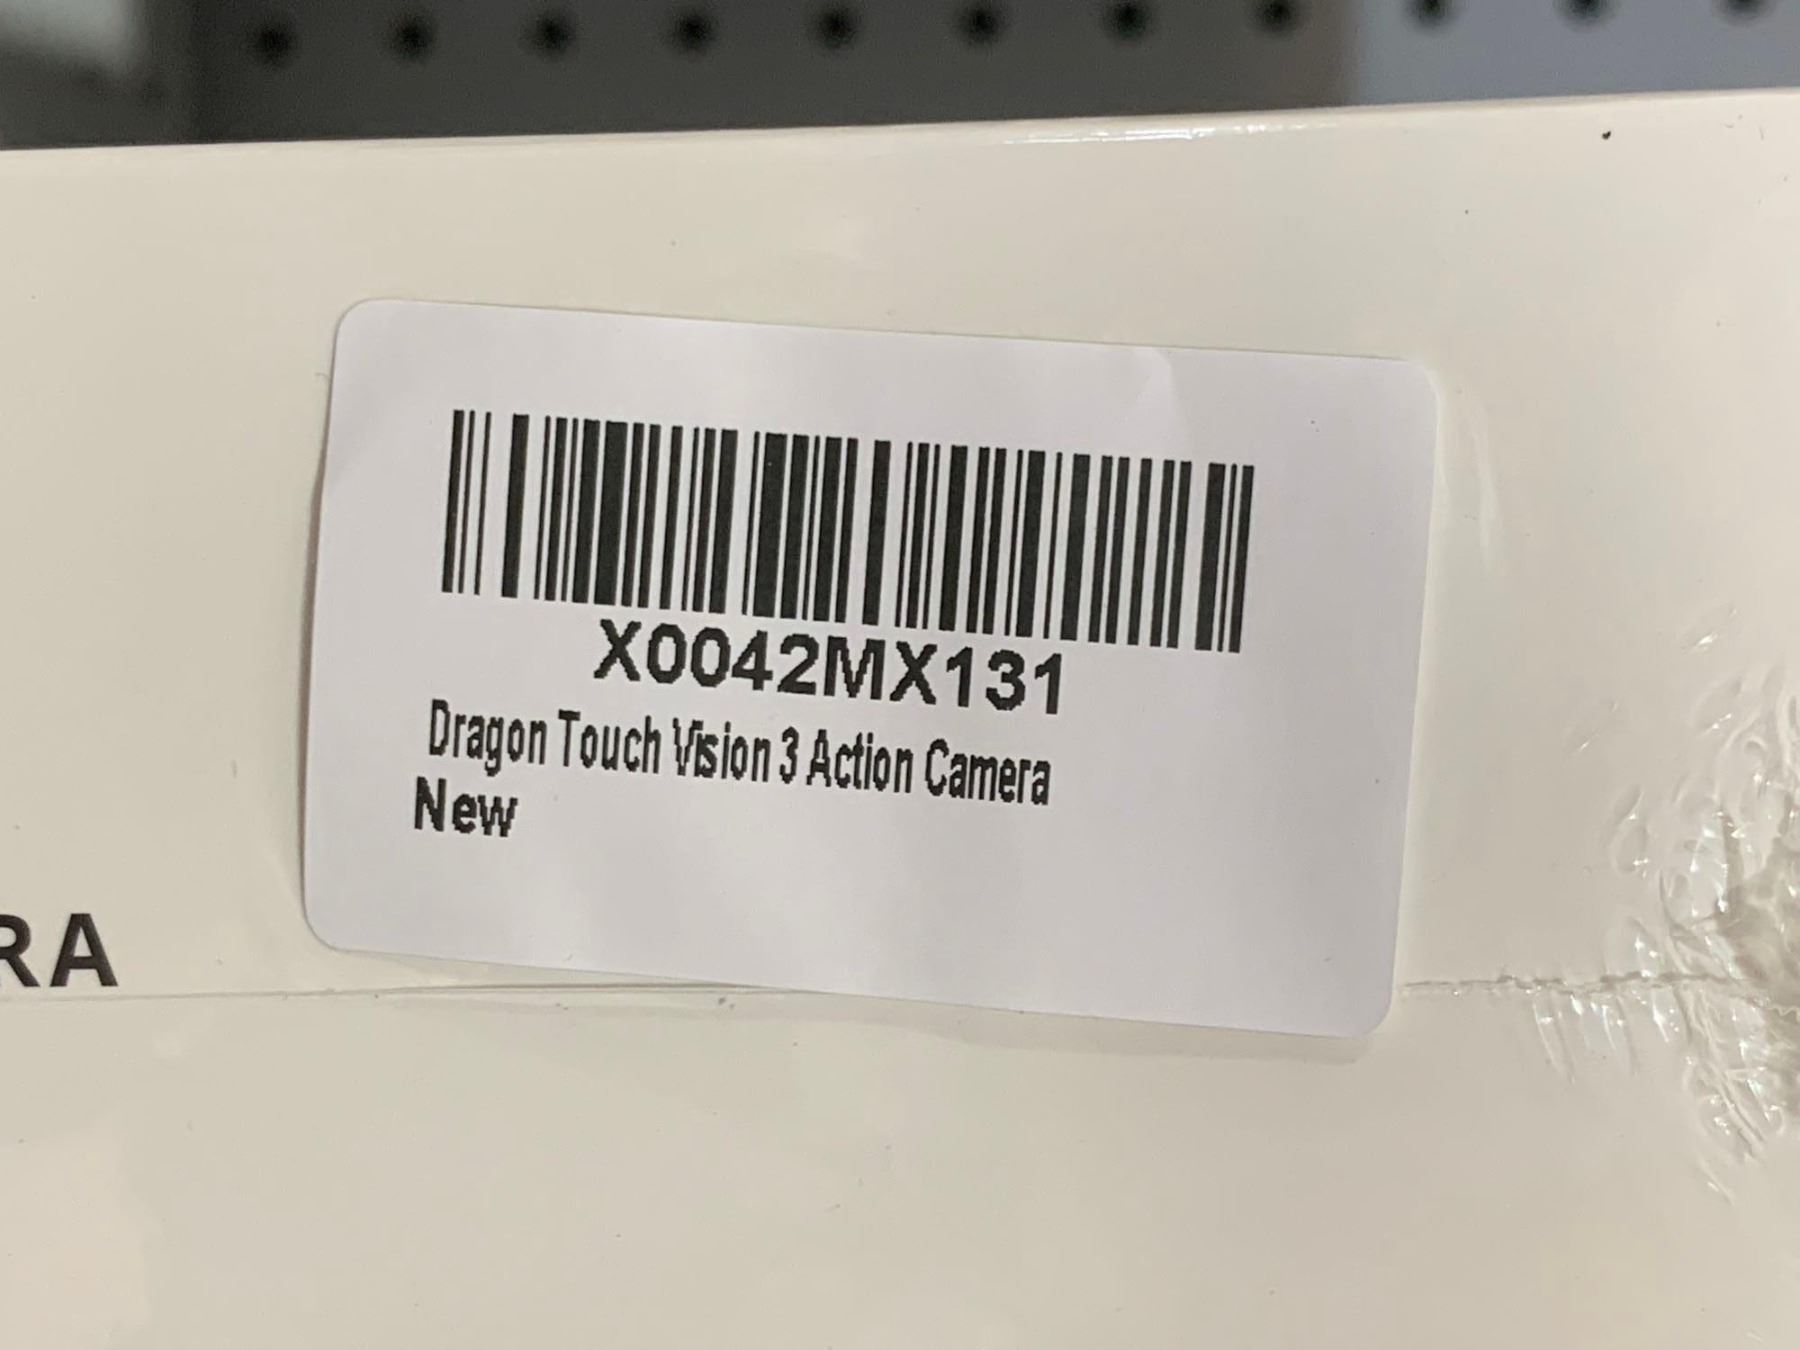 X0042MX131
Dragon Touch Vision 3 Action Camera
New
RA